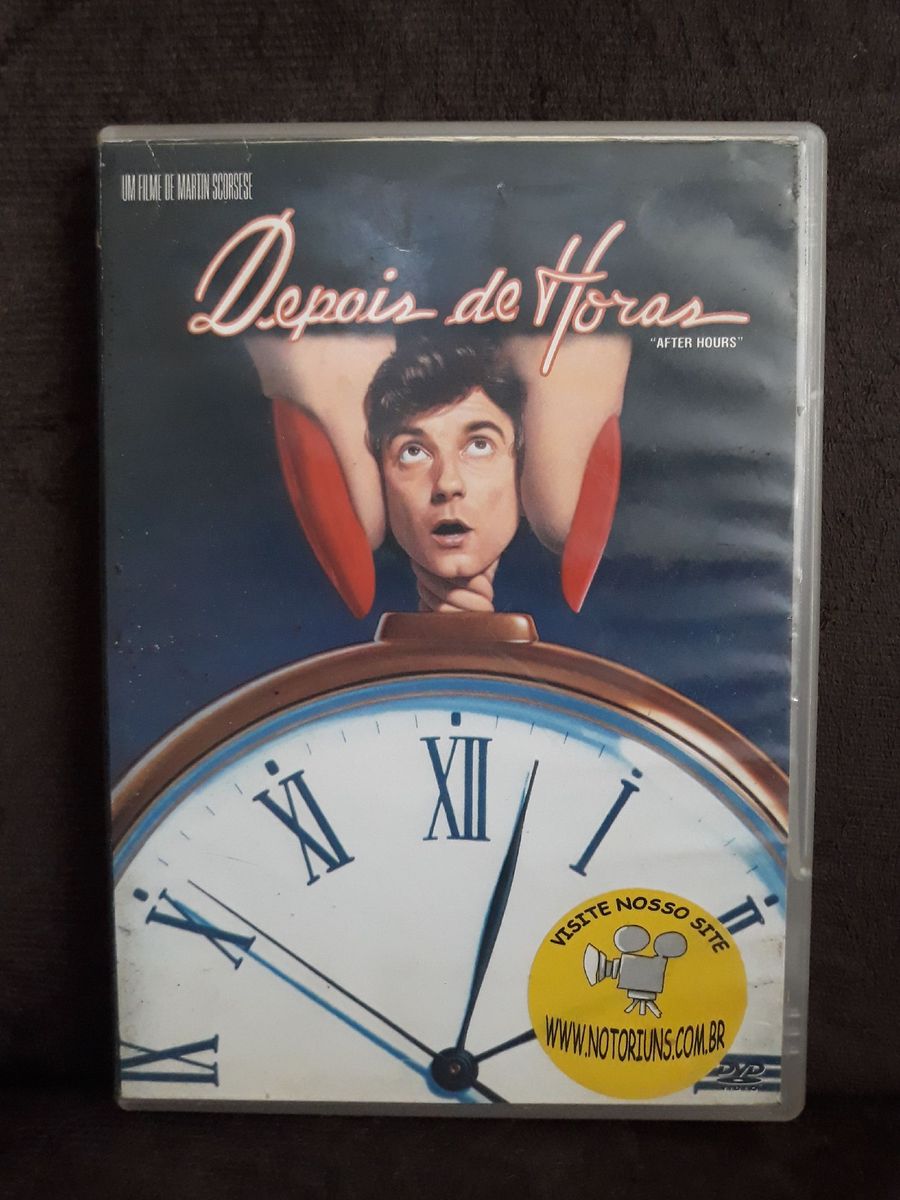 UM FILME DE MARTIN SCORSESE
Depois de Horas
"AFTER HOURS"
XII
XI
I
X
II
IX
VISITE NOSSO SITE
WWW.NOTORIUNS.COM.BR
DVD
VIDEO